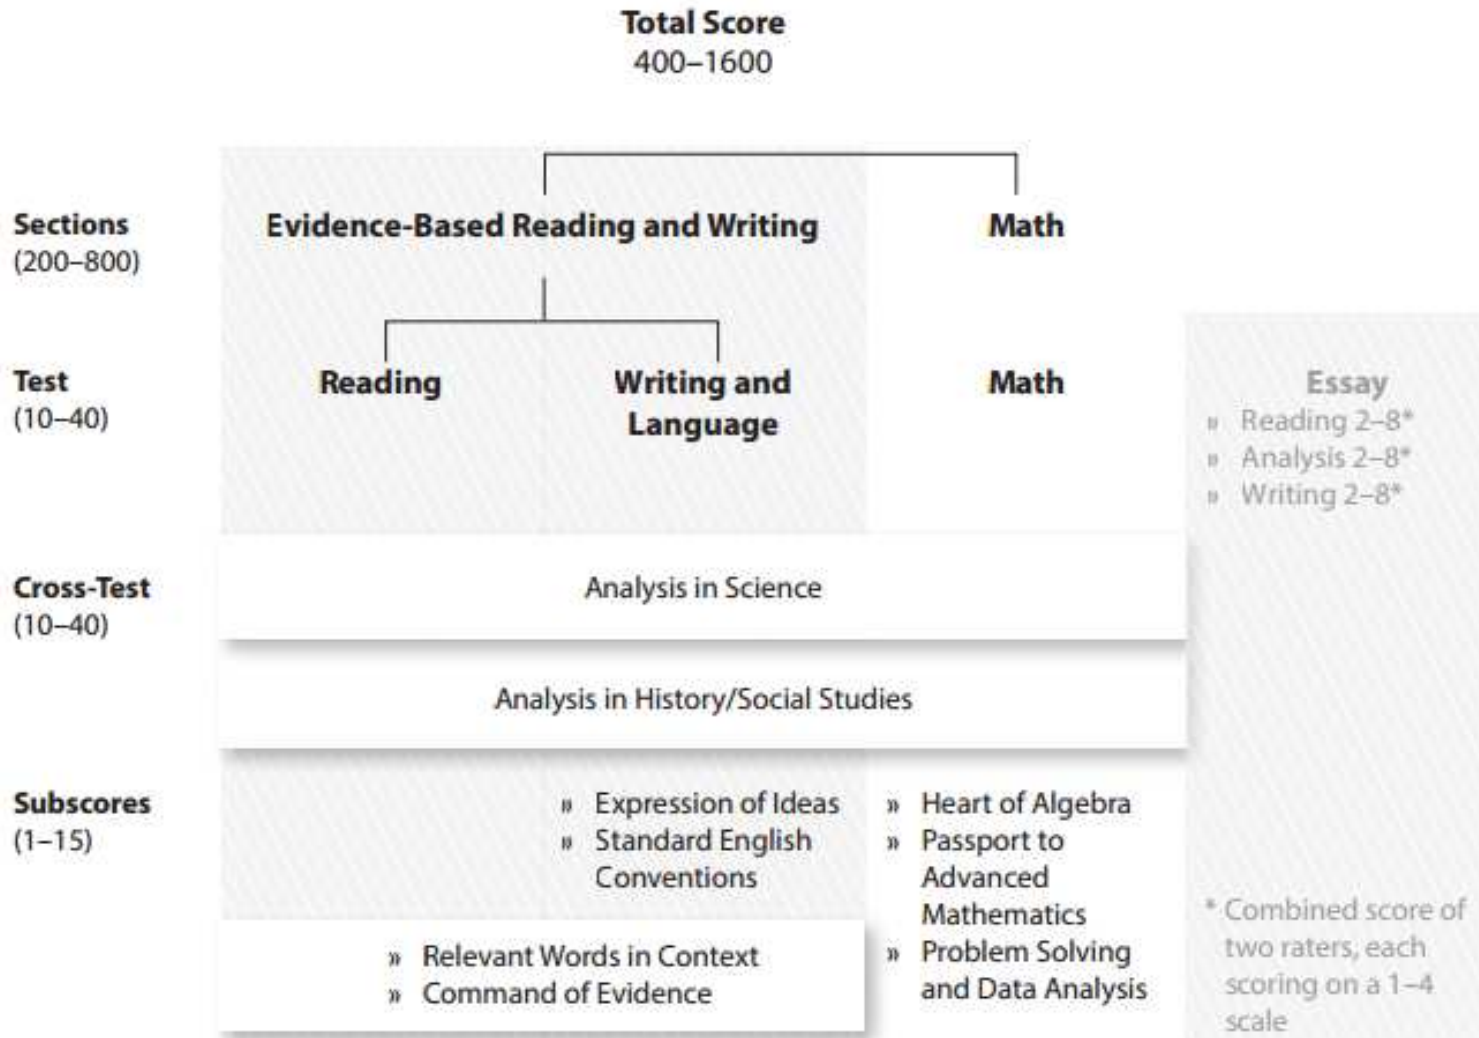 Total Score
400–1600
Sections
(200–800)
Evidence-Based Reading and Writing
Math
Test
(10–40)
Reading
Writing and
Language
Math
Essay
» Reading 2–8*
» Analysis 2–8*
» Writing 2–8*
Cross-Test
(10–40)
Analysis in Science
Analysis in History/Social Studies
Subscores
(1–15)
» Expression of Ideas
» Standard English
Conventions
» Relevant Words in Context
» Command of Evidence
» Heart of Algebra
» Passport to
Advanced
Mathematics
» Problem Solving
and Data Analysis
* Combined score of
two raters, each
scoring on a 1–4
scale